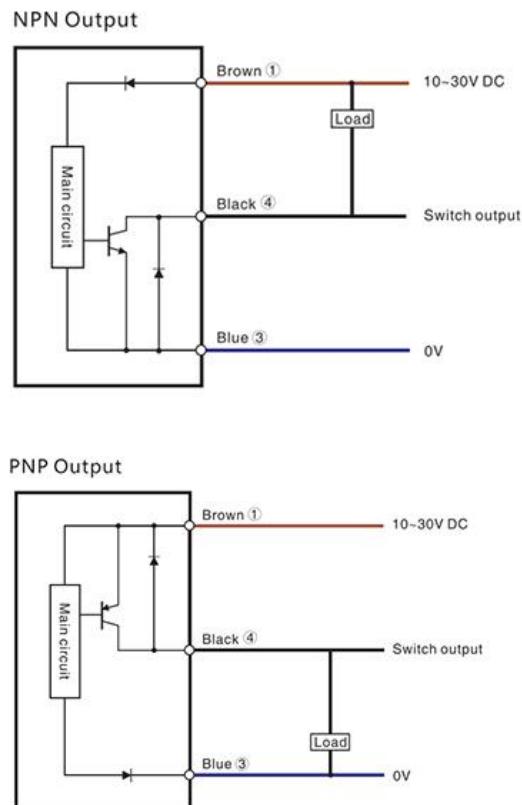 NPN Output
Brown ①
10~30V DC
Load
Main circuit
Black ④
Switch output
Blue ③
0V
PNP Output
Brown ①
10~30V DC
Main circuit
Black ④
Switch output
Load
Blue ③
0V